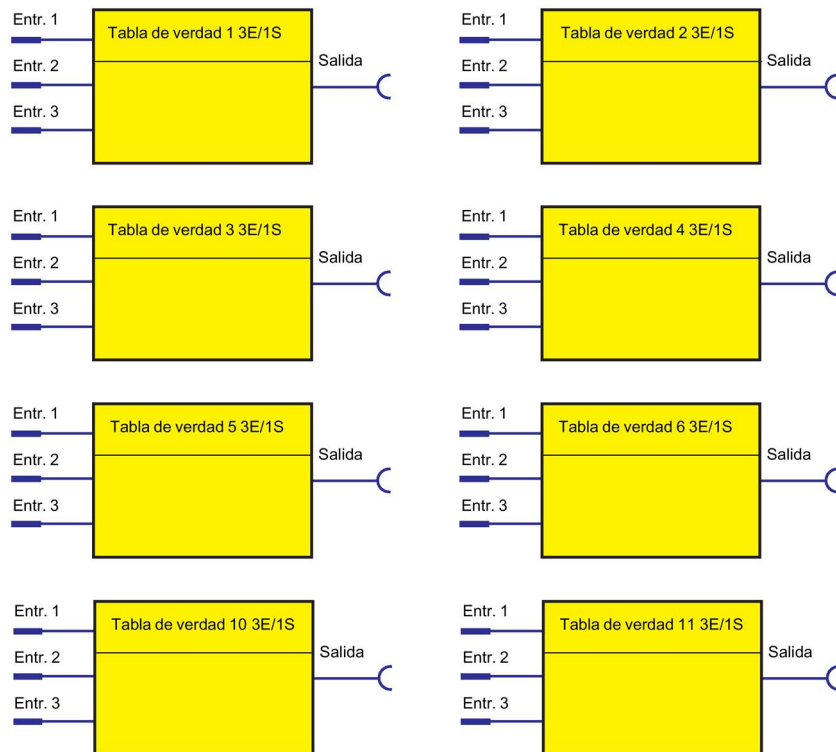 Entr. 1
Tabla de verdad 1 3E/1S
Salida
Entr. 2
Entr. 3
Entr. 1
Tabla de verdad 2 3E/1S
Salida
Entr. 2
Entr. 3
Entr. 1
Tabla de verdad 3 3E/1S
Salida
Entr. 2
Entr. 3
Entr. 1
Tabla de verdad 4 3E/1S
Salida
Entr. 2
Entr. 3
Entr. 1
Tabla de verdad 5 3E/1S
Salida
Entr. 2
Entr. 3
Entr. 1
Tabla de verdad 6 3E/1S
Salida
Entr. 2
Entr. 3
Entr. 1
Tabla de verdad 10 3E/1S
Salida
Entr. 2
Entr. 3
Entr. 1
Tabla de verdad 11 3E/1S
Salida
Entr. 2
Entr. 3